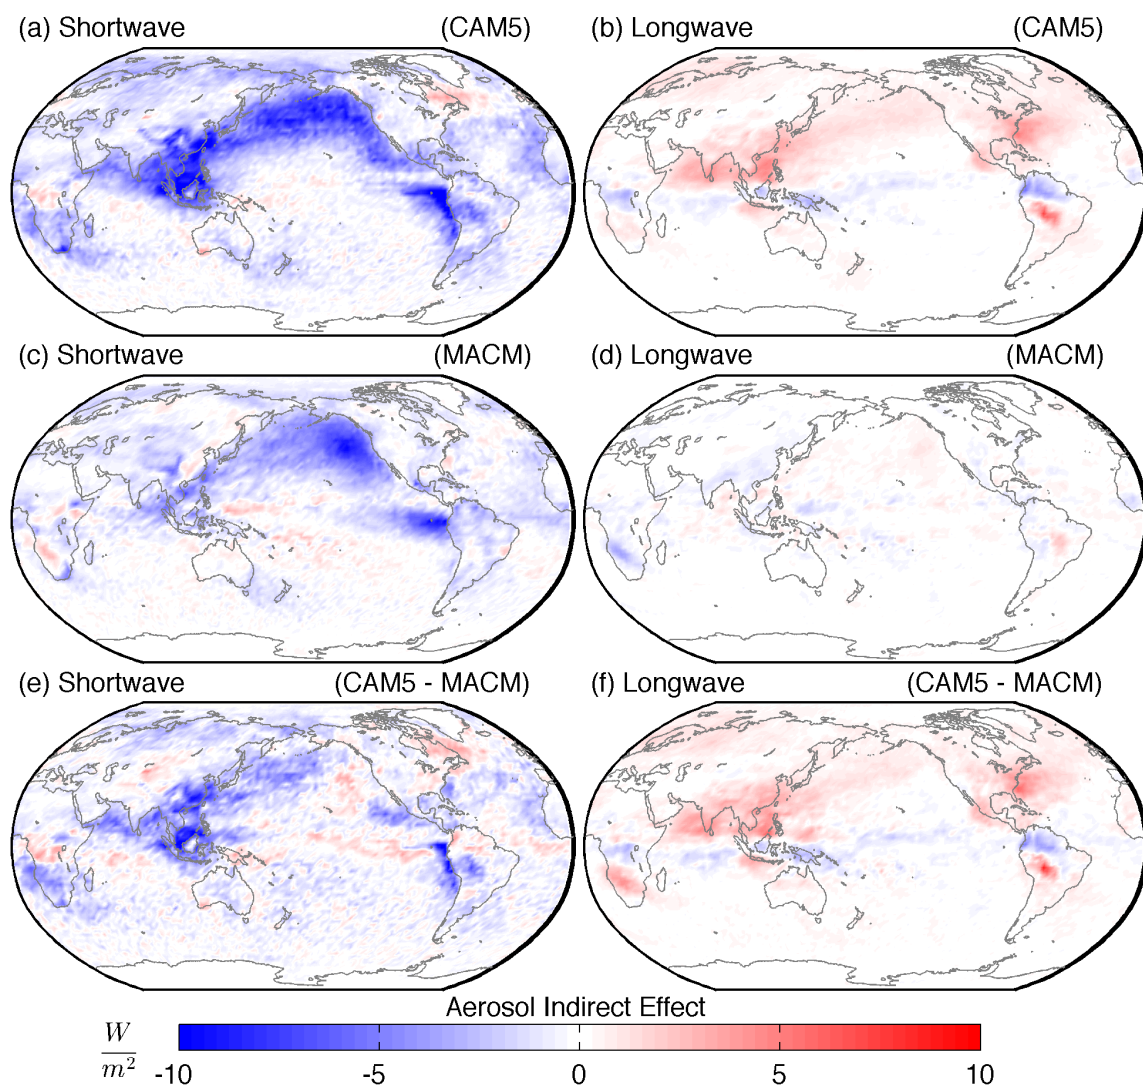 (a) Shortwave (CAM5)
(b) Longwave (CAM5)
(c) Shortwave (MACM)
(d) Longwave (MACM)
(e) Shortwave (CAM5 - MACM)
(f) Longwave (CAM5 - MACM)
Aerosol Indirect Effect
W
m²
-10 -5 0 5 10